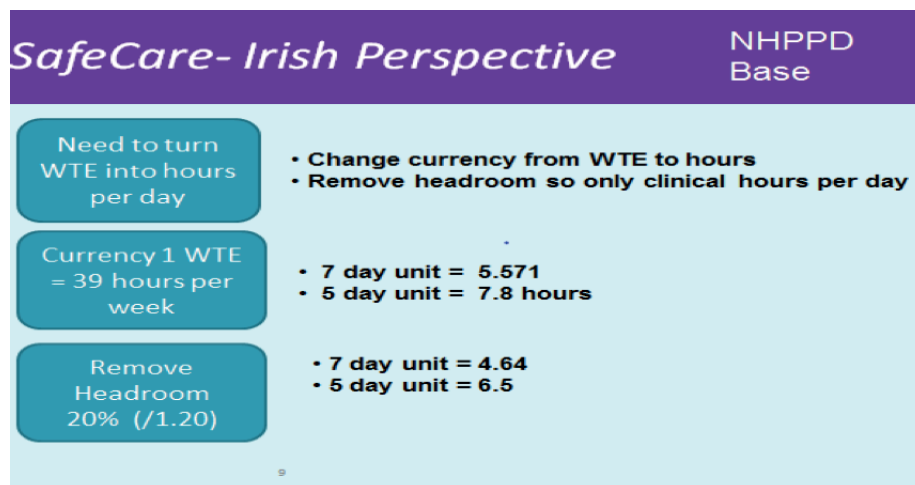 SafeCare- Irish Perspective
NHPPD
Base
Need to turn
WTE into hours
per day
• Change currency from WTE to hours
• Remove headroom so only clinical hours per day
Currency 1 WTE
= 39 hours per
week
• 7 day unit = 5.571
• 5 day unit = 7.8 hours
Remove
Headroom
20% (/1.20)
• 7 day unit = 4.64
• 5 day unit = 6.5
9